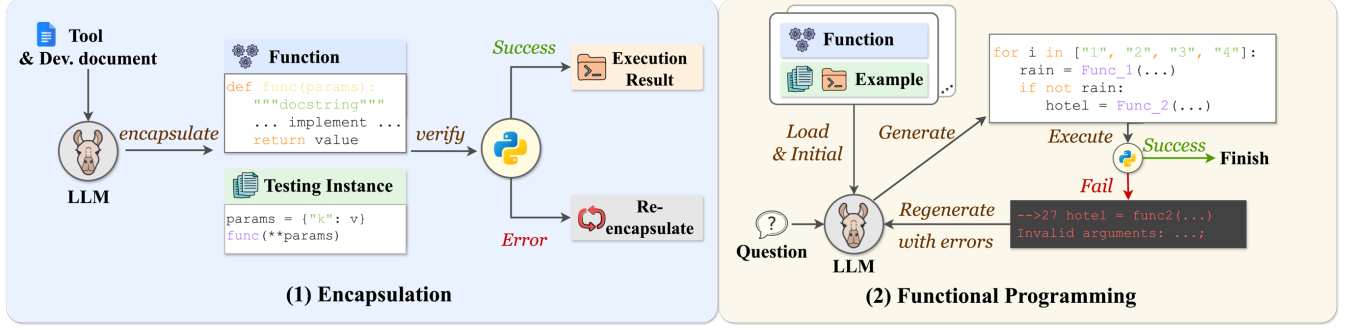 Tool
& Dev. document
LLM
encapsulate
Function
def func(params):
"""docstring"""
... implement ...
return value
Testing Instance
params = {"k": v}
func(**params)
verify
Success
Execution
Result
Error
Re-
encapsulate
(1) Encapsulation
Function
Example
...
Load
& Initial
Generate
for i in ["1", "2", "3", "4"]:
rain = Func_1(...)
if not rain:
hotel = Func_2(...)
Execute
Success
Finish
Fail
-->27 hotel = func2(...)
Invalid arguments: ...;
Regenerate
with errors
?
Question
LLM
(2) Functional Programming